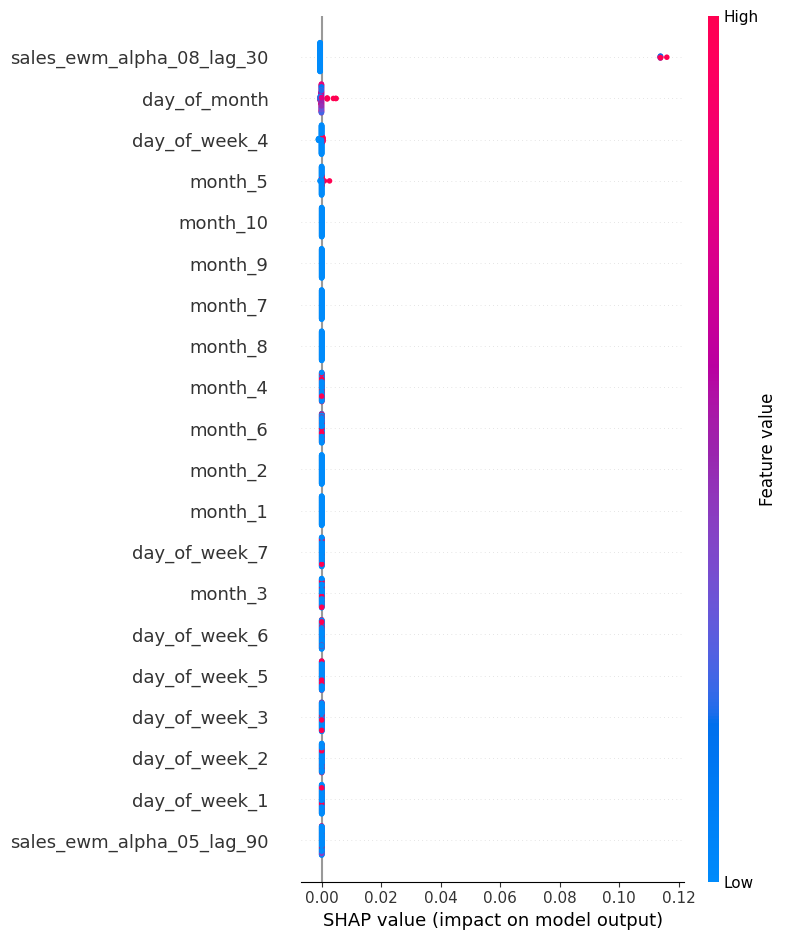 High
sales_ewm_alpha_08_lag_30
day_of_month
day_of_week_4
month_5
month_10
month_9
month_7
month_8
month_4
month_6
month_2
month_1
day_of_week_7
month_3
day_of_week_6
day_of_week_5
day_of_week_3
day_of_week_2
day_of_week_1
sales_ewm_alpha_05_lag_90
Feature value
Low
0.00 0.02 0.04 0.06 0.08 0.10 0.12
SHAP value (impact on model output)